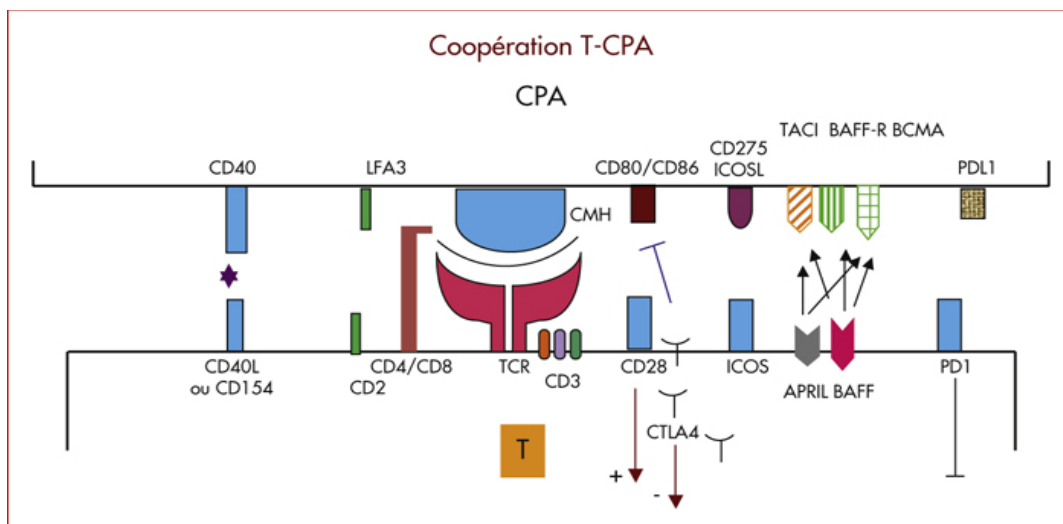 Coopération T-CPA
CPA
TACI BAFF-R BCMA
CD40
LFA3
CD80/CD86
CD275
ICOSL
PDL1
CMH
CD40L
ou CD154
CD2
CD4/CD8
TCR
CD3
CD28
ICOS
APRIL BAFF
PD1
CTLA4
T
+
-